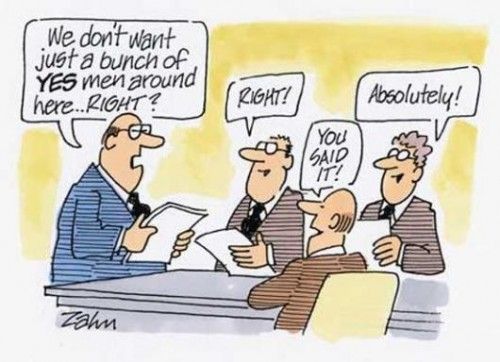 We don't want
just a bunch of
YES men around
here...RIGHT?
RIGHT!
YOU
SAID
IT!
Absolutely!
Zahn